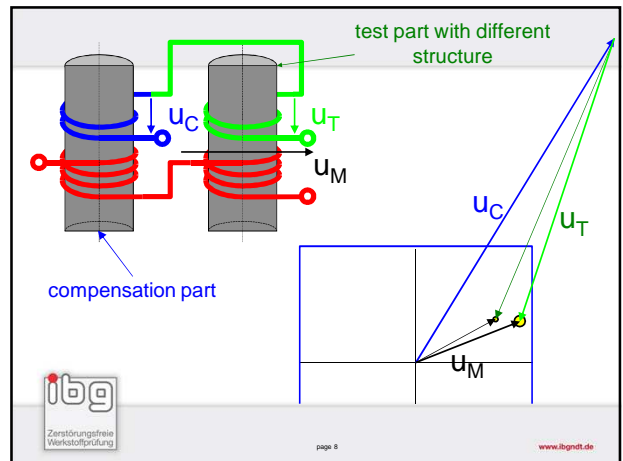 test part with different
structure
uC
uT
uM
uC
uT
compensation part
uM
ibg
Zerstörungsfreie
Werkstoffprüfung
page 8
www.ibgndt.de